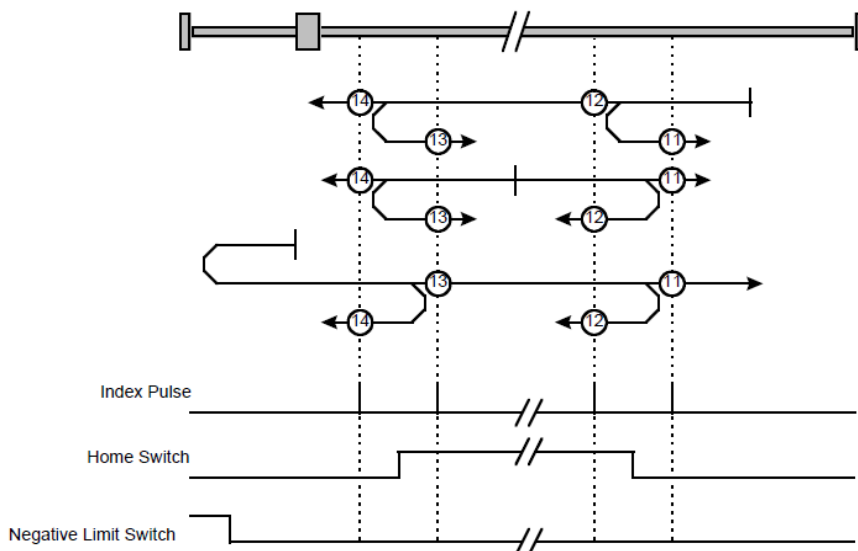 14 12
13 11
14 11
13 12
13 11
14 12
Index Pulse
Home Switch
Negative Limit Switch